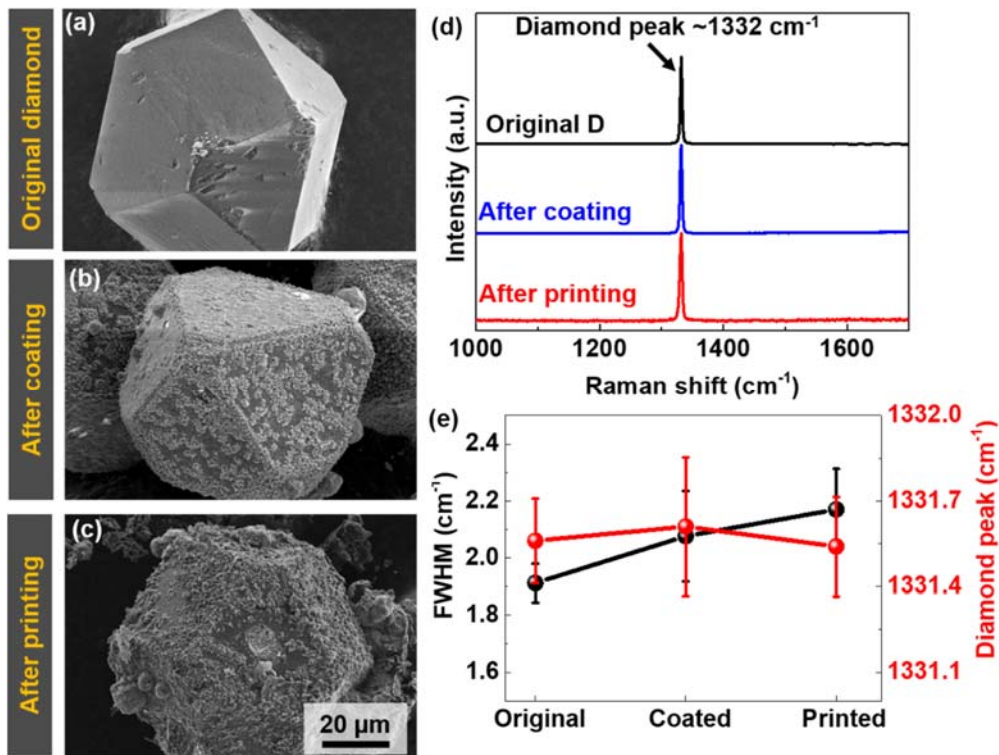 Original diamond
(a)
After coating
(b)
After printing
(c)
20 µm
(d)
Diamond peak ~1332 cm⁻¹
Original D
After coating
After printing
Intensity (a.u.)
1000 1200 1400 1600
Raman shift (cm⁻¹)
(e)
2.4
2.2
2.0
1.8
1.6
FWHM (cm⁻¹)
1332.0
1331.7
1331.4
1331.1
Diamond peak (cm⁻¹)
Original Coated Printed